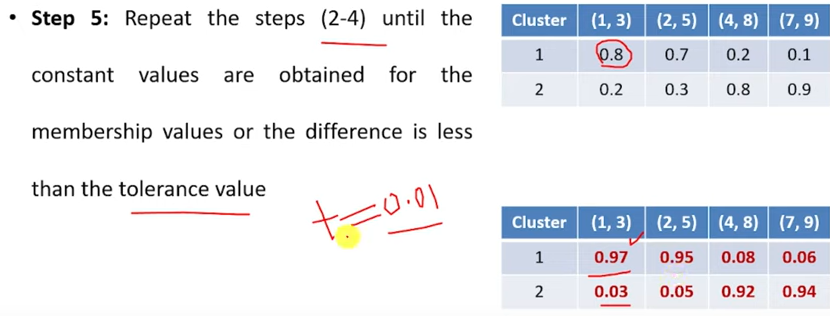 • Step 5: Repeat the steps (2-4) until the
constant values are obtained for the
membership values or the difference is less
than the tolerance value
t=0.01
Cluster (1, 3) (2, 5) (4, 8) (7, 9)
1 0.8 0.7 0.2 0.1
2 0.2 0.3 0.8 0.9
Cluster (1, 3) (2, 5) (4, 8) (7, 9)
1 0.97 0.95 0.08 0.06
2 0.03 0.05 0.92 0.94